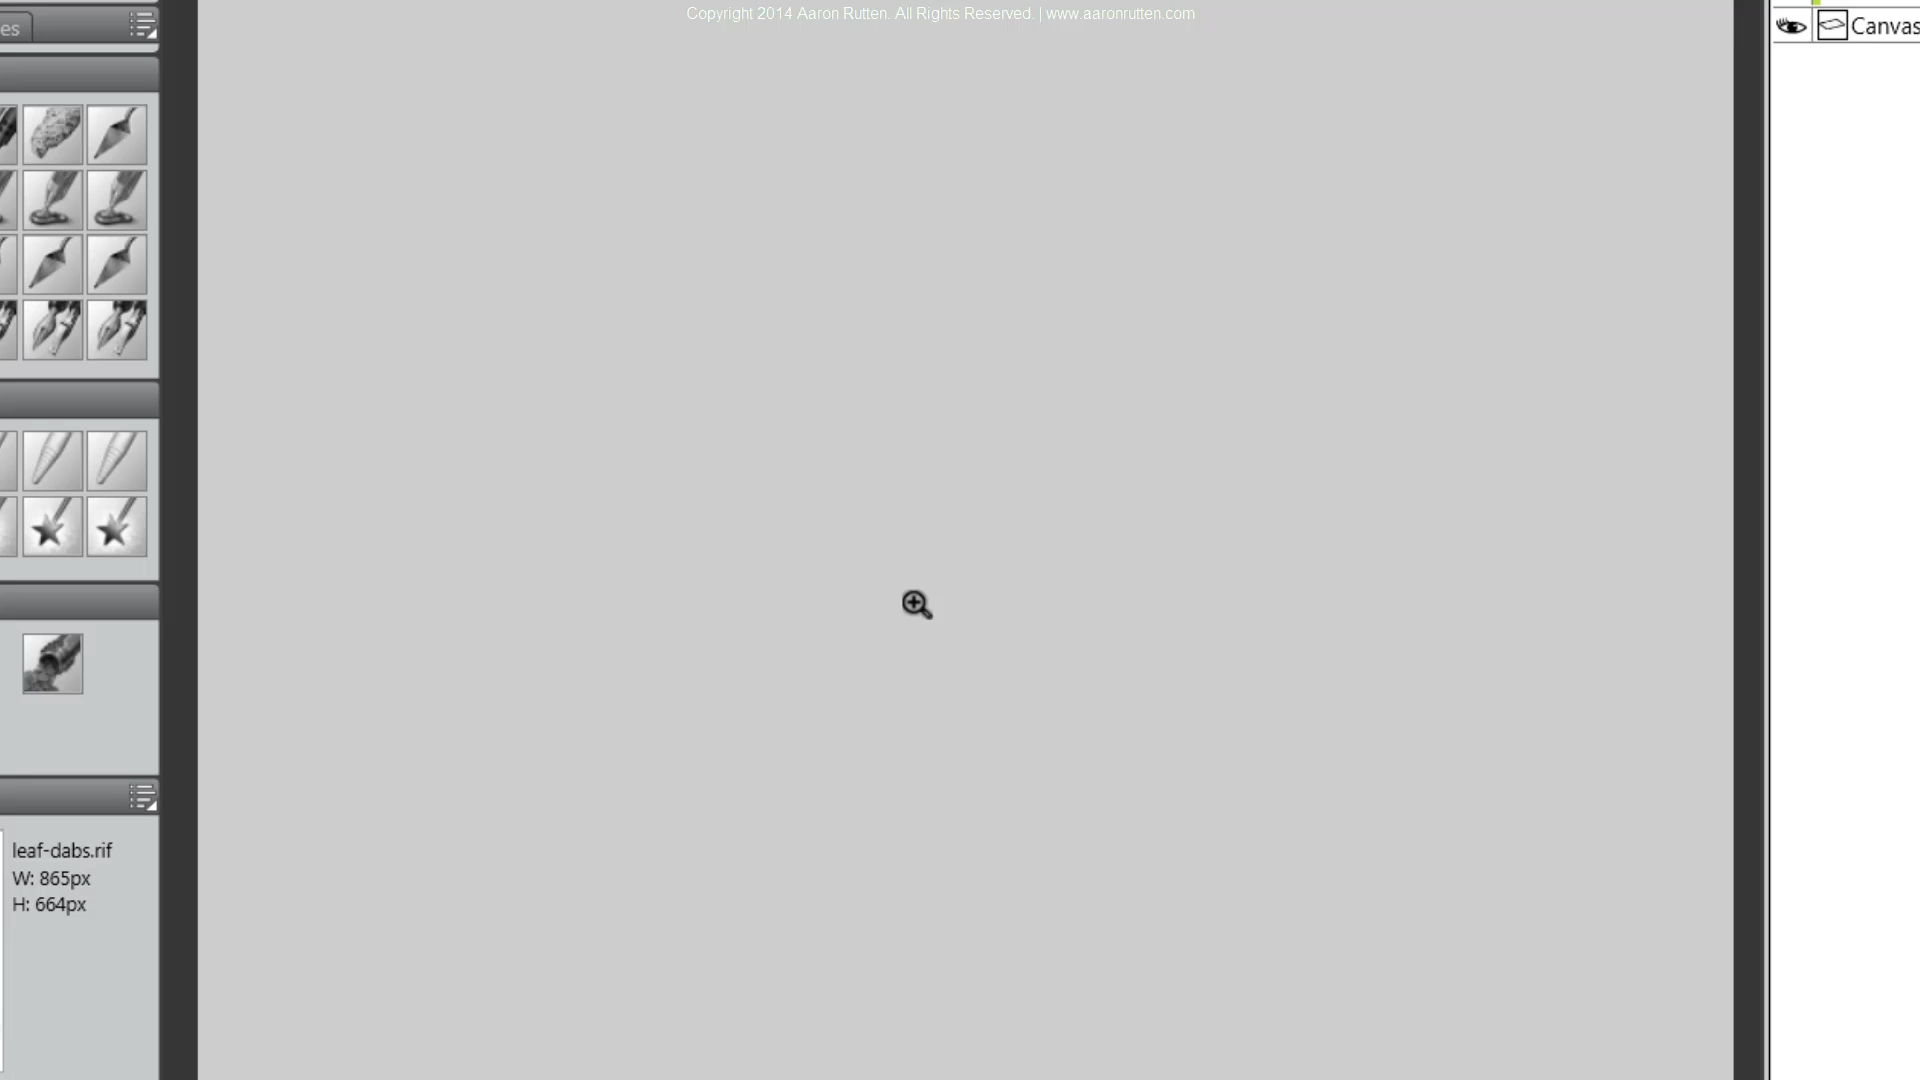 Copyright 2014 Aaron Rutten. All Rights Reserved. | www.aaronrutten.com
es
Canvas
leaf-dabs.rif
W: 865px
H: 664px